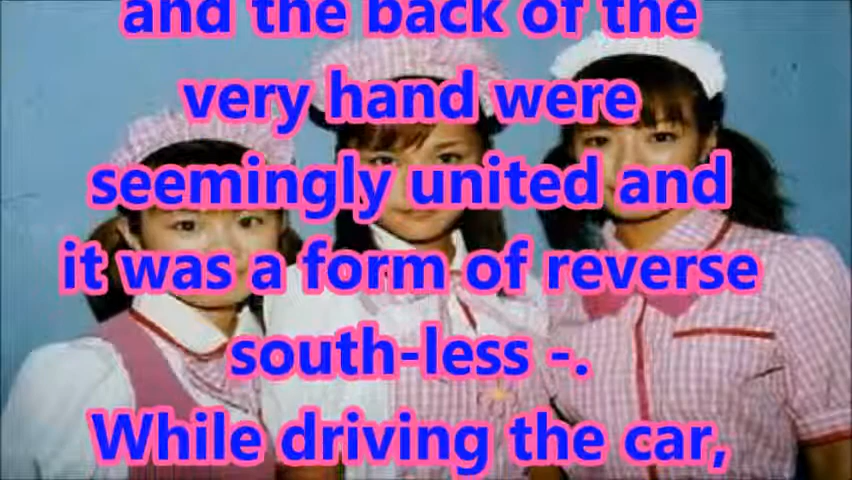 and the back of the
very hand were
seemingly united and
it was a form of reverse
south-less -.
While driving the car,